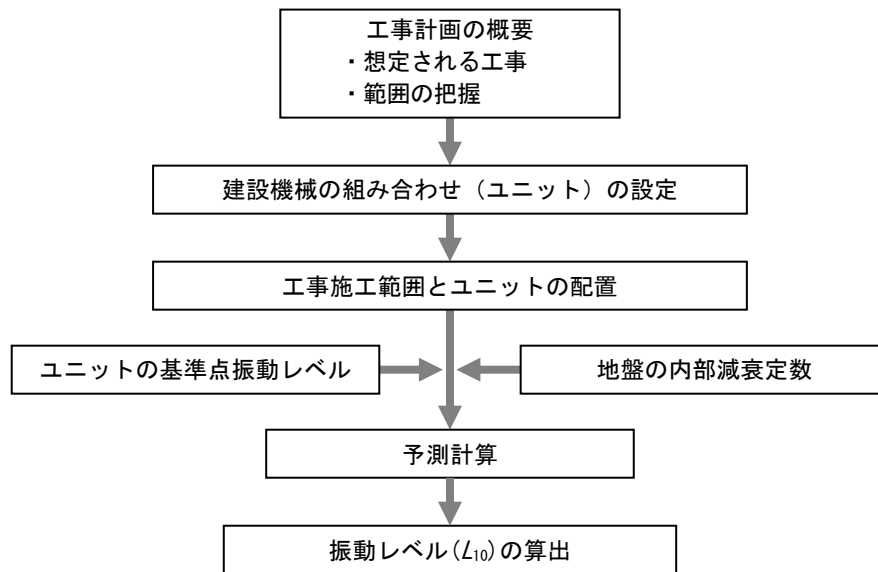 工事計画の概要
・想定される工事
・範囲の把握
建設機械の組み合わせ（ユニット）の設定
工事施工範囲とユニットの配置
ユニットの基準点振動レベル
地盤の内部減衰定数
予測計算
振動レベル(L10)の算出